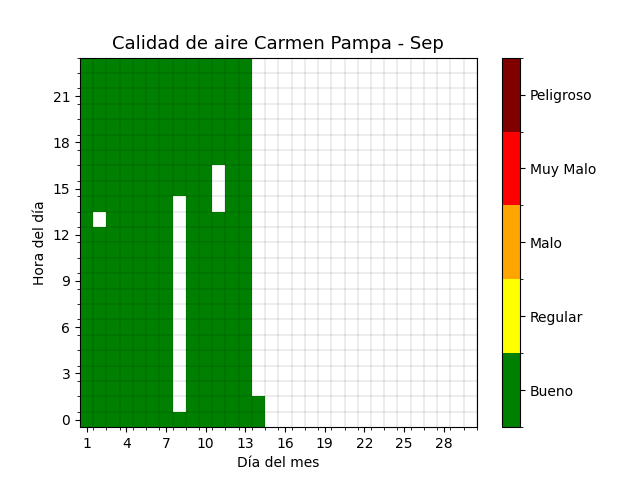 Calidad de aire Carmen Pampa - Sep
Hora del día
21
18
15
12
9
6
3
0
1 4 7 10 13 16 19 22 25 28
Día del mes
Peligroso
Muy Malo
Malo
Regular
Bueno